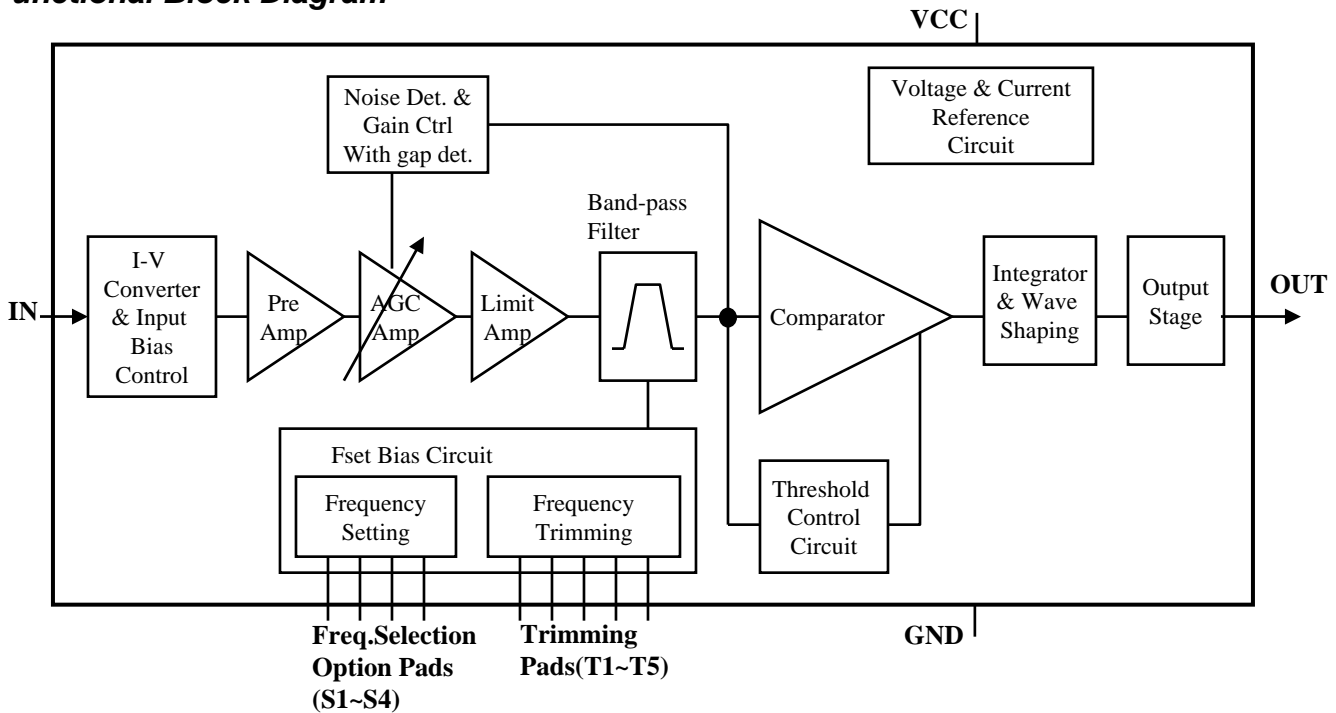 unctional Block Diagram
VCC
Noise Det. &
Gain Ctrl
With gap det.
Voltage & Current
Reference
Circuit
Band-pass
Filter
IN
I-V
Converter
& Input
Bias
Control
Pre
Amp
AGC
Amp
Limit
Amp
Comparator
Integrator
& Wave
Shaping
Output
Stage
OUT
Fset Bias Circuit
Frequency
Setting
Frequency
Trimming
Threshold
Control
Circuit
Freq.Selection
Option Pads
(S1~S4)
Trimming
Pads(T1~T5)
GND